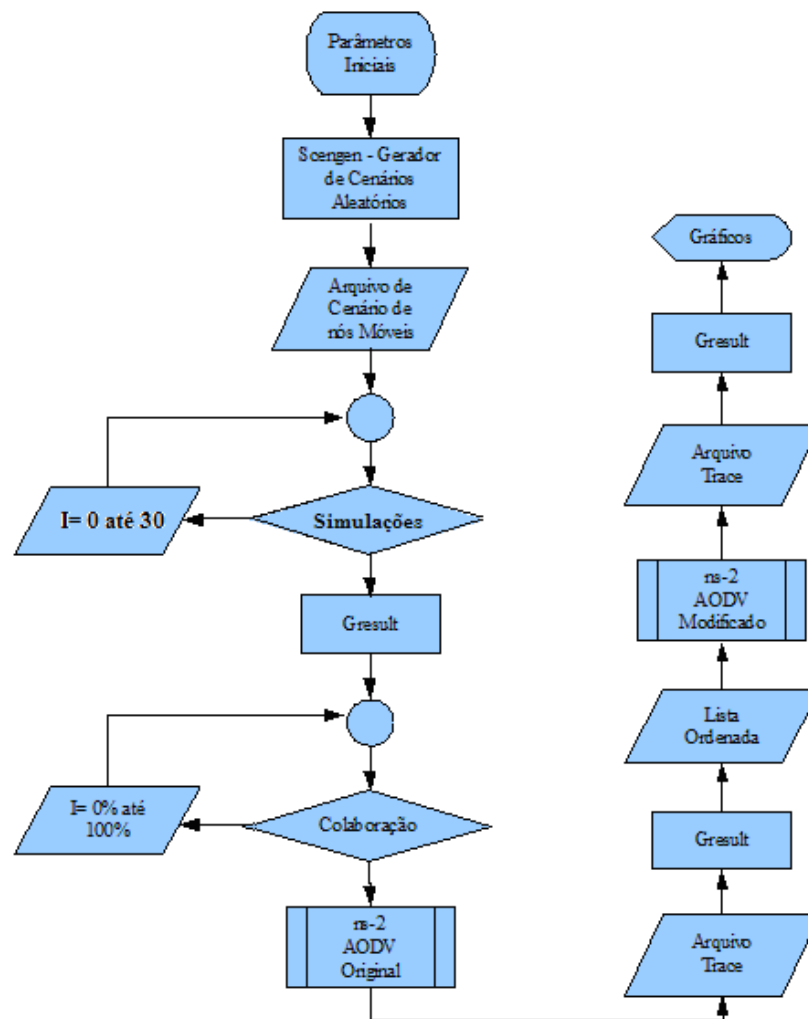 Parâmetros
Iniciais
Scengen - Gerador
de Cenários
Aleatórios
Arquivo de
Cenário de
nós Móveis
I= 0 até 30
Simulações
Gresult
I= 0% até
100%
Colaboração
ns-2
AODV
Original
Arquivo
Trace
Gresult
Lista
Ordenada
ns-2
AODV
Modificado
Arquivo
Trace
Gresult
Gráficos